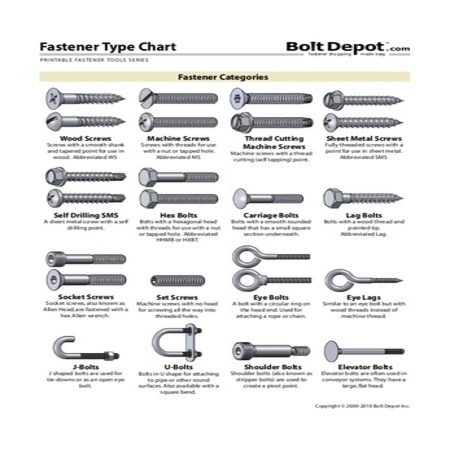 Fastener Type Chart
Bolt Depot.com
PRINTABLE FASTENER TOOLS SERIES
Fastener shopping made easy
Fastener Categories
Wood Screws
Screws with a smooth shank
and tapered point for use in
wood. Abbreviated WS
Machine Screws
Screws with threads for use
with a nut or tapped hole.
Abbreviated MS
Thread Cutting
Machine Screws
Machine screws with a thread
cutting (self tapping) point.
Sheet Metal Screws
Fully threaded screws with a
point for use in sheet metal.
Abbreviated SMS
Self Drilling SMS
A sheet metal screw with a self
drilling point.
Hex Bolts
Bolts with a hexagonal head
with threads for use with a nut
or tapped hole. Abbreviated
HHMB or HXBT.
Carriage Bolts
Bolts with a smooth rounded
head that has a small square
section underneath.
Lag Bolts
Bolts with a wood thread and
pointed tip.
Abbreviated Lag.
Socket Screws
Socket screws, also known as
Allen Head, are fastened with a
hex Allen wrench.
Set Screws
Machine screws with no head
for screwing all the way into
threaded holes.
Eye Bolts
A bolt with a circular ring on
the head end. Used for
attaching a rope or chain.
Eye Lags
Similar to an eye bolt but with
wood threads instead of
machine thread.
J-Bolts
J shaped bolts are used for
tie-downs or as an open eye
bolt.
U-Bolts
Bolts in U shape for attaching
to pipe or other round
surfaces. Also available with a
square bend.
Shoulder Bolts
Shoulder bolts (also known as
stripper bolts) are used to
create a pivot point.
Elevator Bolts
Elevator bolts are often used in
conveyor systems. They have a
large, flat head.
Copyright © 2000-2010 Bolt Depot Inc.